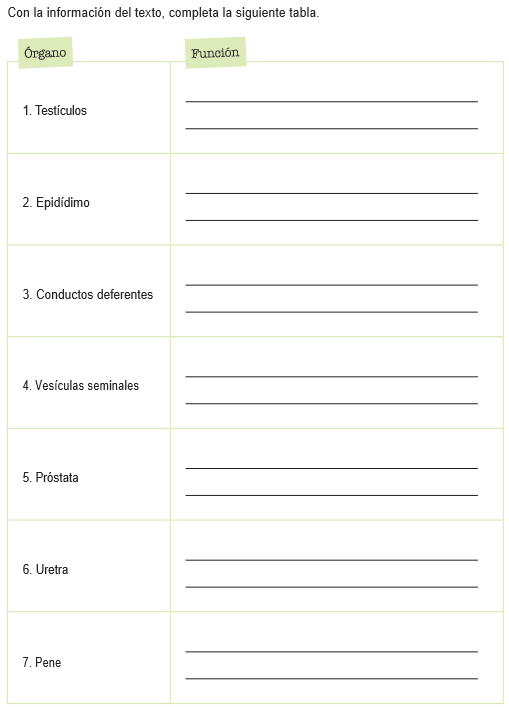 Con la información del texto, completa la siguiente tabla.
Órgano
Función
1. Testículos
2. Epidídimo
3. Conductos deferentes
4. Vesículas seminales
5. Próstata
6. Uretra
7. Pene